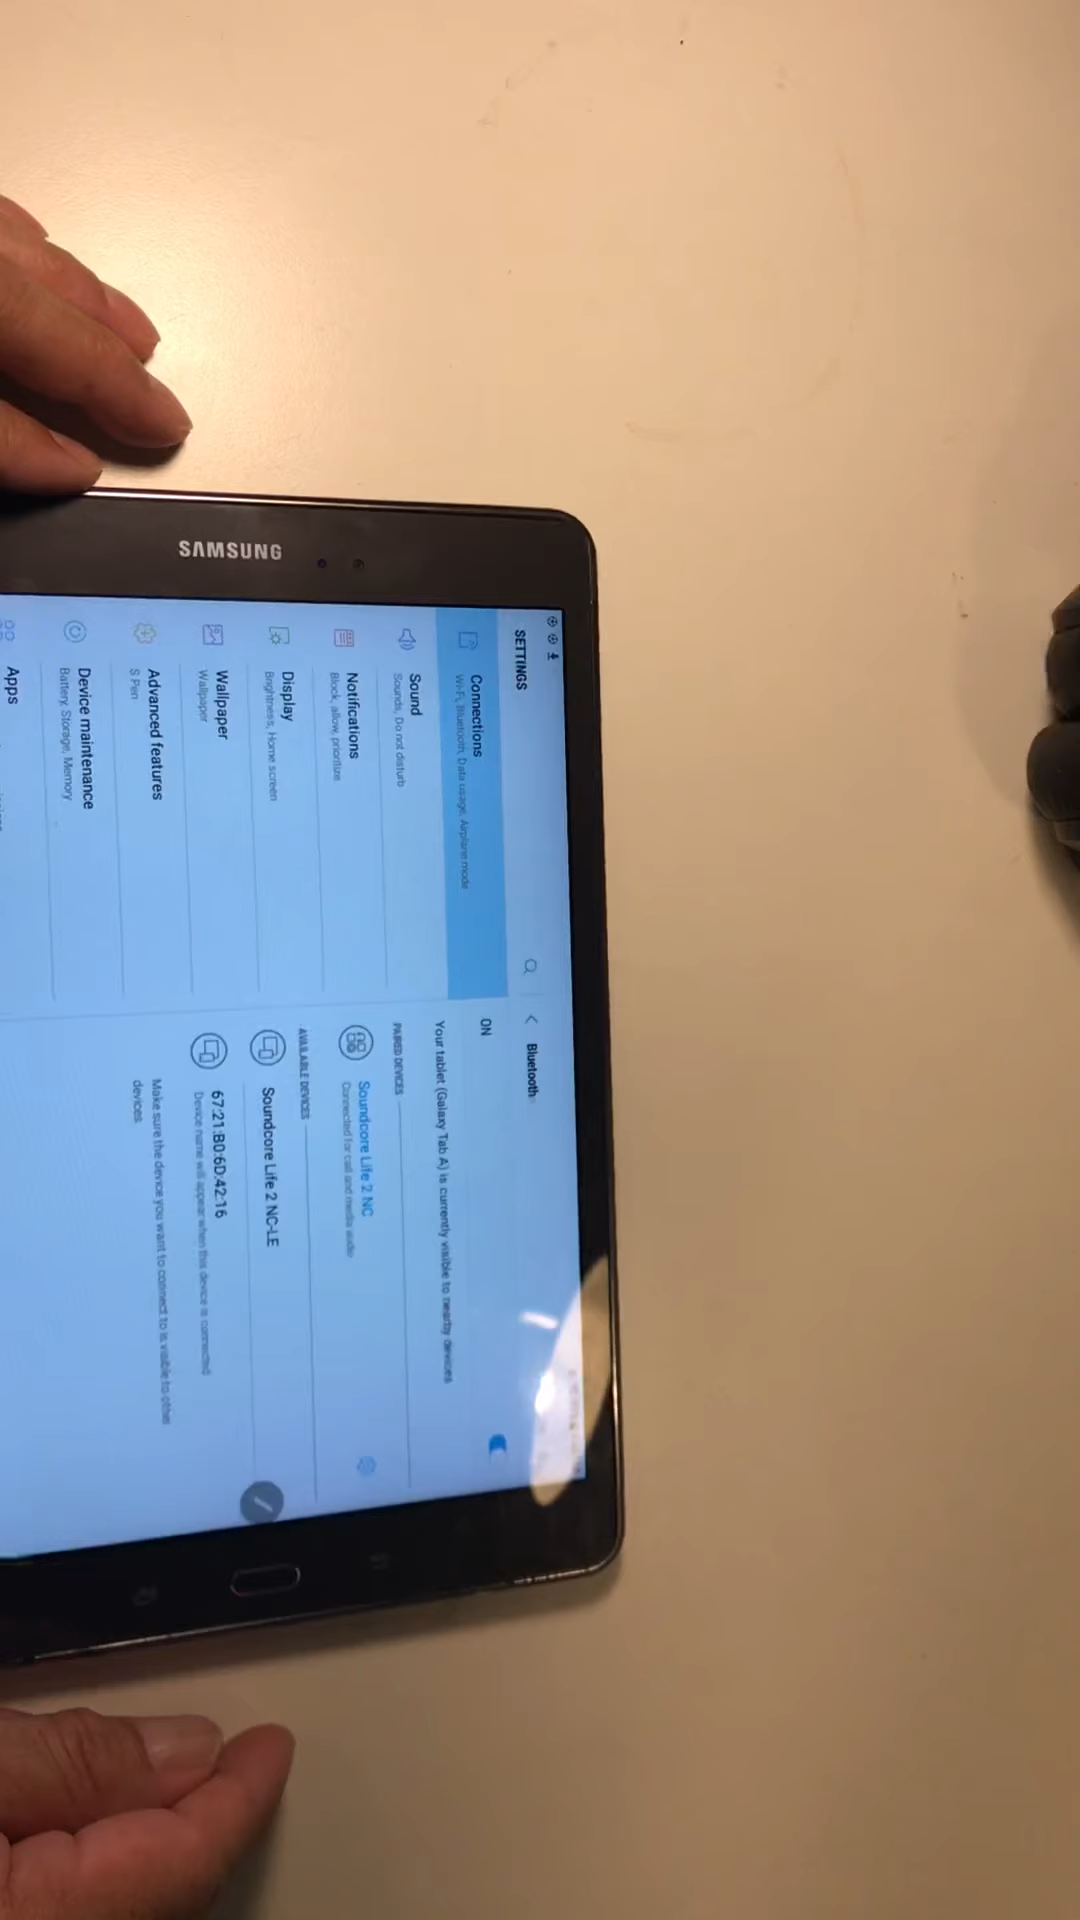 SAMSUNG
SETTINGS
Connections
Wi-Fi, Bluetooth, Data usage, Airplane mode
Sound
Sounds, Do not disturb
Notifications
Block, allow, prioritize
Display
Brightness, Home screen
Wallpaper
Wallpaper
Advanced features
S Pen
Device maintenance
Battery, Storage, Memory
Apps
Bluetooth
ON
Your tablet (Galaxy Tab A) is currently visible to nearby devices
PAIRED DEVICES
Soundcore Life 2 NC
Connected for call and media audio
AVAILABLE DEVICES
Soundcore Life 2 NC-LE
67:21:B0:6D:42:16
Device name will appear when this device is connected
Make sure the device you want to connect to is visible to other
devices.